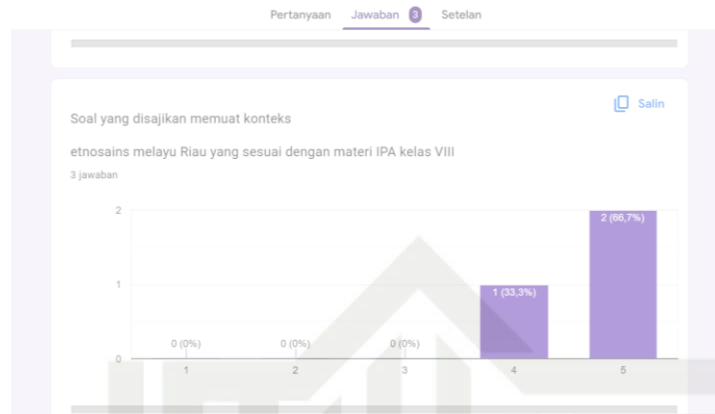 Pertanyaan Jawaban 3 Setelan
Salin
Soal yang disajikan memuat konteks
etnosains melayu Riau yang sesuai dengan materi IPA kelas VIII
3 jawaban
2
2 (66,7%)
1
1 (33,3%)
0 (0%) 0 (0%) 0 (0%)
0
1 2 3 4 5